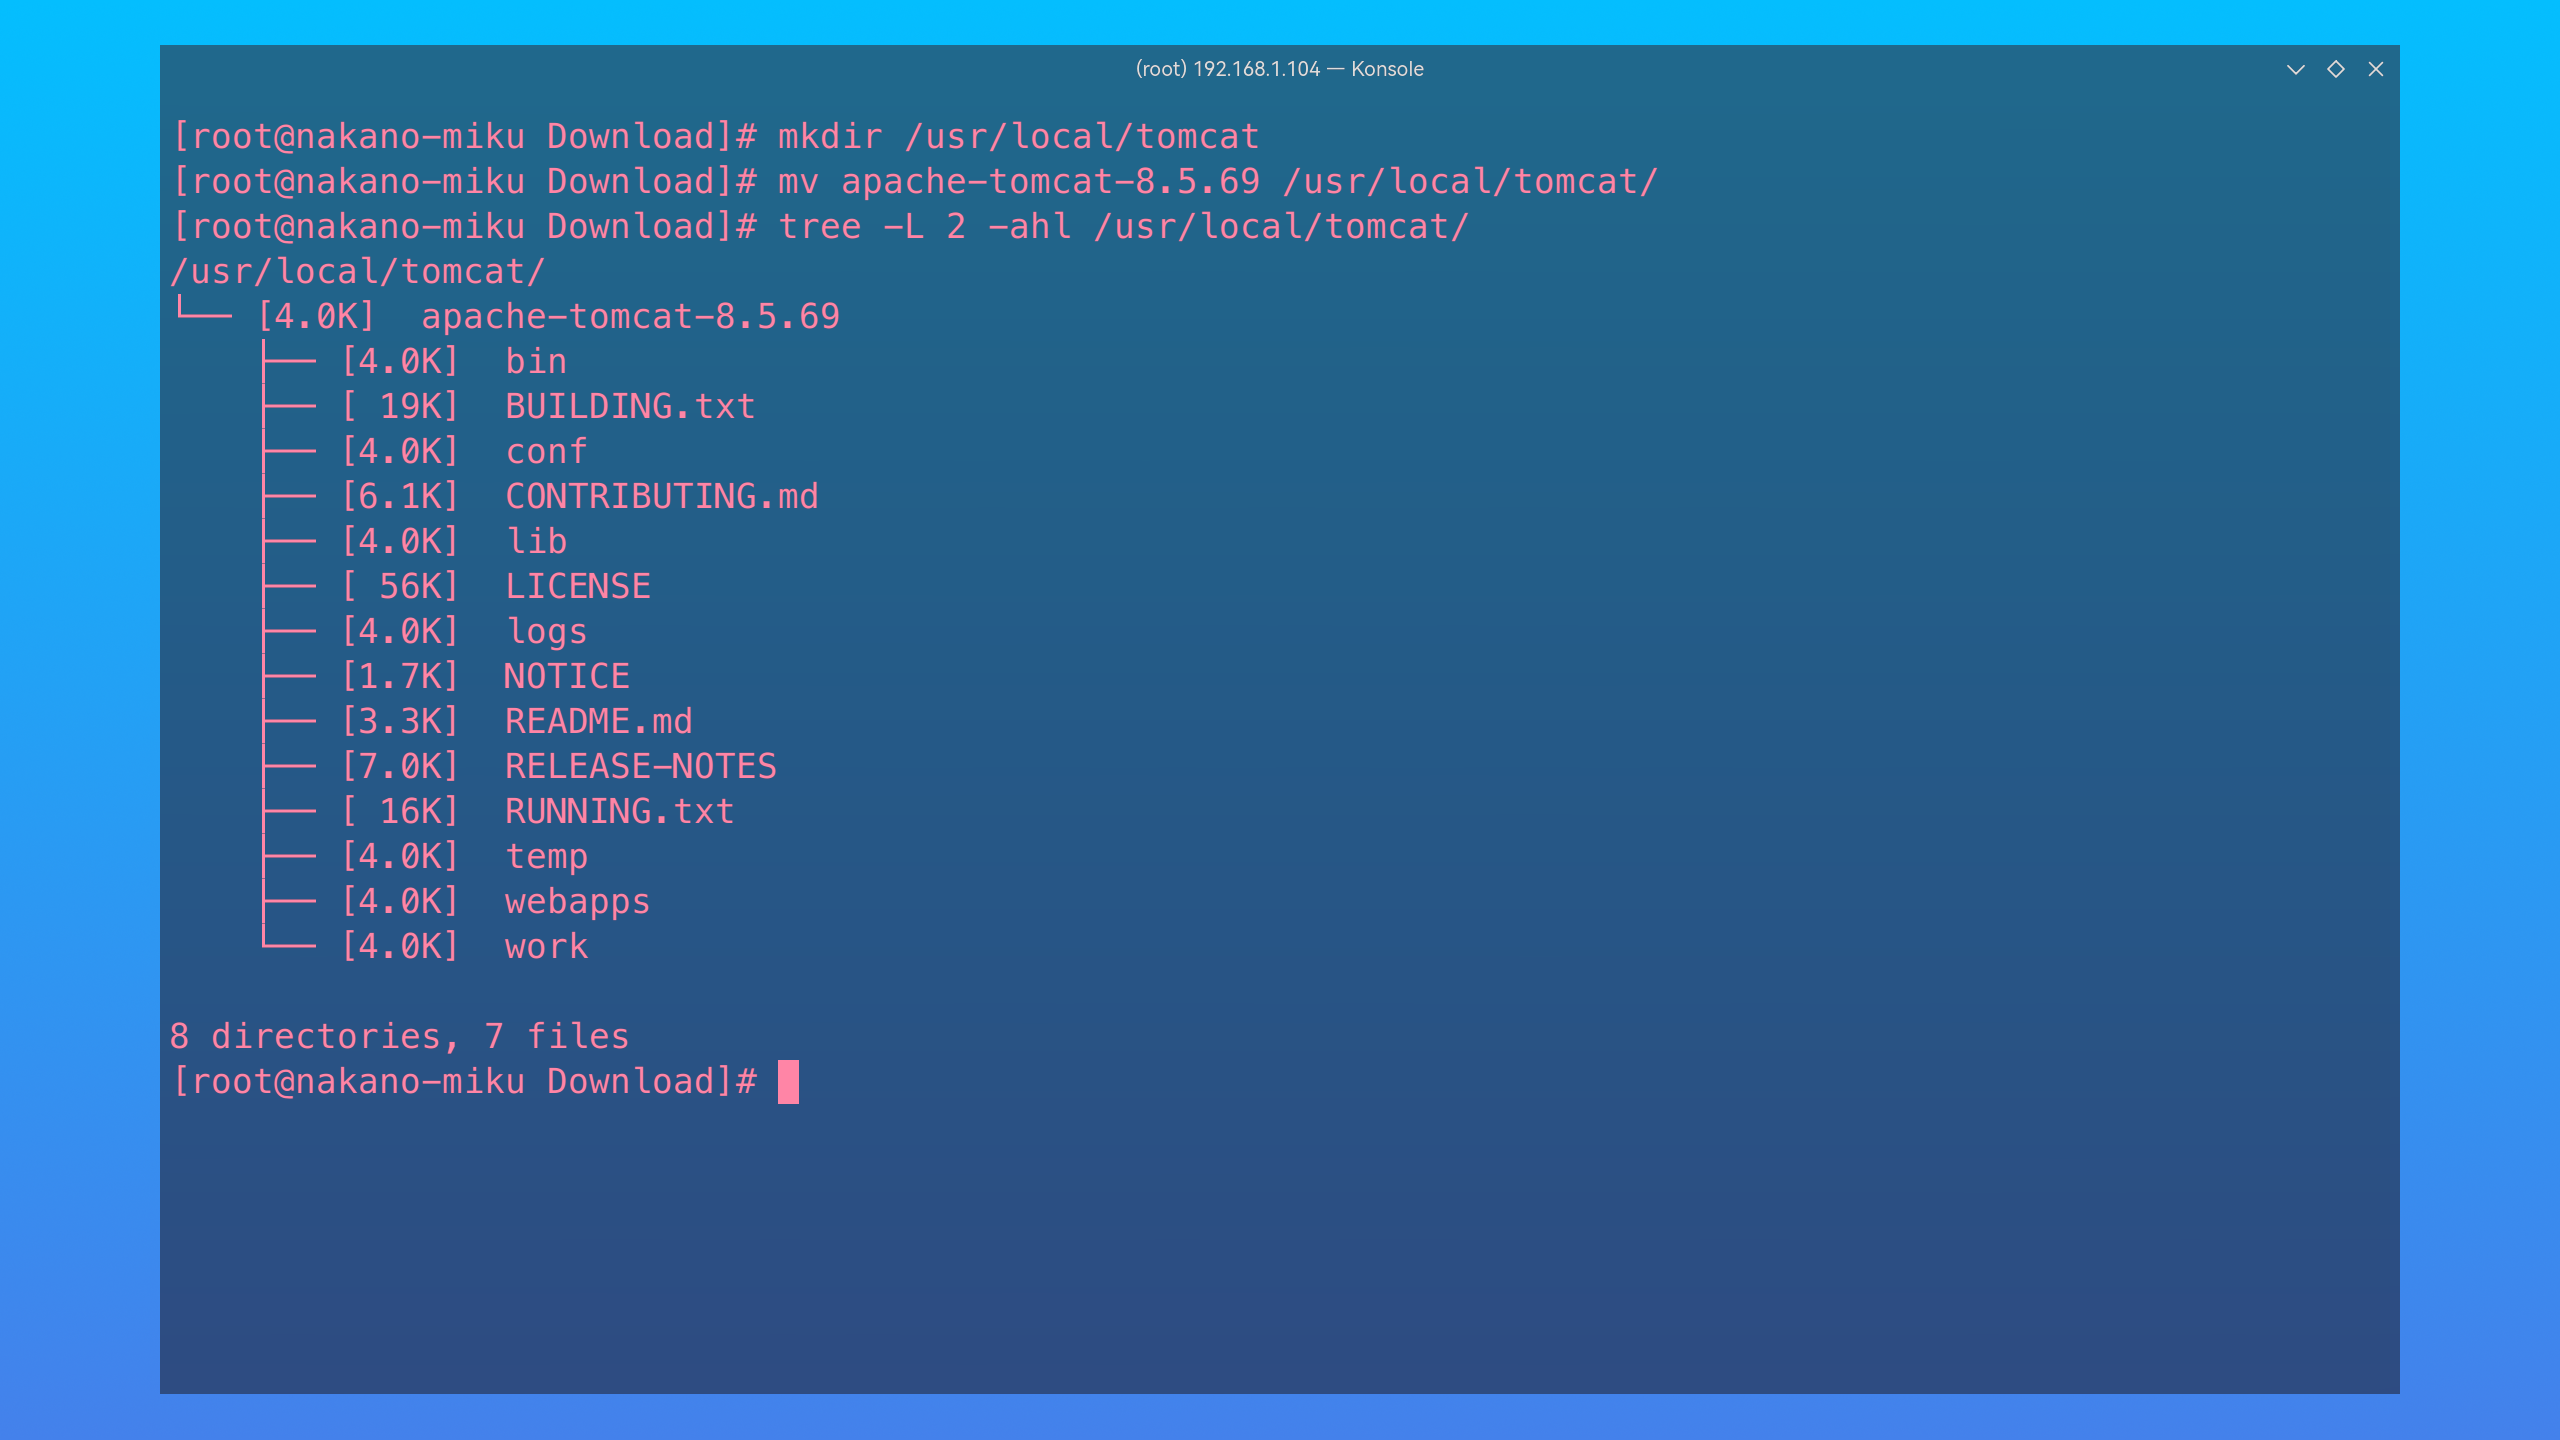 (root) 192.168.1.104 — Konsole
[root@nakano-miku Download]# mkdir /usr/local/tomcat
[root@nakano-miku Download]# mv apache-tomcat-8.5.69 /usr/local/tomcat/
[root@nakano-miku Download]# tree -L 2 -ahl /usr/local/tomcat/
/usr/local/tomcat/
└── [4.0K]  apache-tomcat-8.5.69
    ├── [4.0K]  bin
    ├── [ 19K]  BUILDING.txt
    ├── [4.0K]  conf
    ├── [6.1K]  CONTRIBUTING.md
    ├── [4.0K]  lib
    ├── [ 56K]  LICENSE
    ├── [4.0K]  logs
    ├── [1.7K]  NOTICE
    ├── [3.3K]  README.md
    ├── [7.0K]  RELEASE-NOTES
    ├── [ 16K]  RUNNING.txt
    ├── [4.0K]  temp
    ├── [4.0K]  webapps
    └── [4.0K]  work
8 directories, 7 files
[root@nakano-miku Download]#